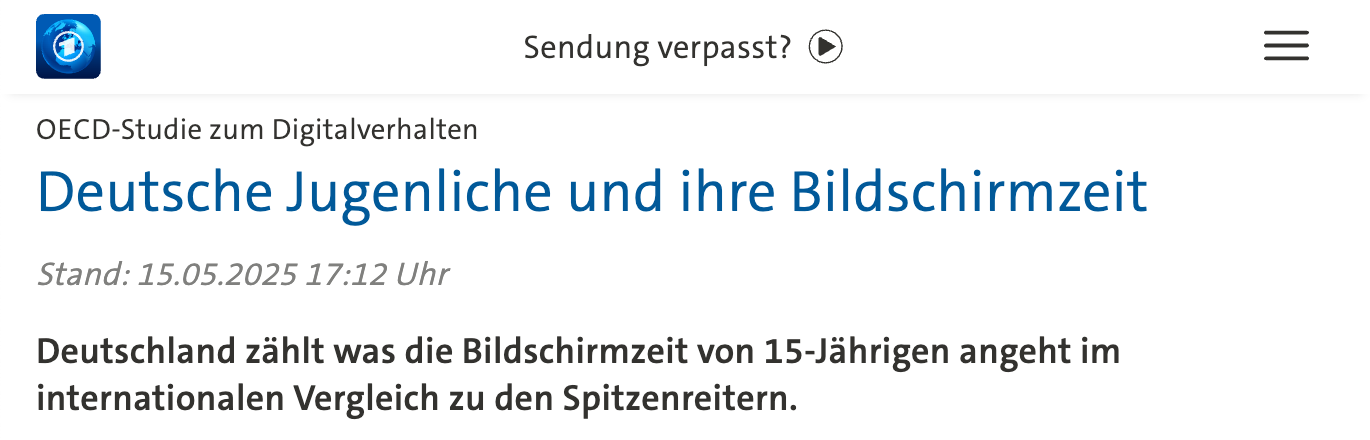 Sendung verpasst?
OECD-Studie zum Digitalverhalten
Deutsche Jugenliche und ihre Bildschirmzeit
Stand: 15.05.2025 17:12 Uhr
Deutschland zählt was die Bildschirmzeit von 15-Jährigen angeht im
internationalen Vergleich zu den Spitzenreitern.